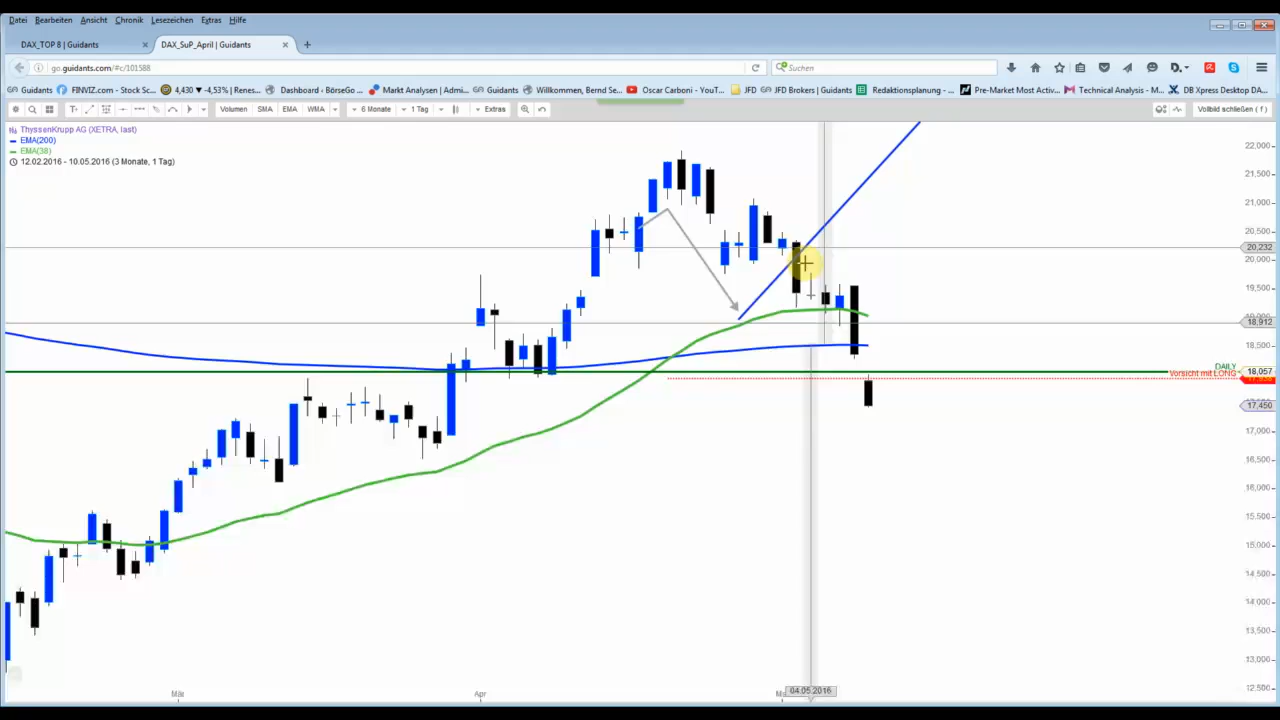 Datei Bearbeiten Ansicht Chronik Lesezeichen Extras Hilfe
DAX_TOP 8 | Guidants × DAX_SuP_April | Guidants × +
go.guidants.com/#c/101588 Suchen
Guidants FINVIZ.com - Stock S... 4,430 ▾ -4,53% | Renes... Dashboard - BörseGo ... Markt Analysen | Admi... Guidants Willkommen, Bernd Se... Oscar Carboni - YouT... JFD JFD Brokers | Guidants Redaktionsplanung - ... Pre-Market Most Activ... Technical Analysis - M... DB Xpress Desktop DA...
Volumen SMA EMA WMA 6 Monate 1 Tag Extras Vollbild schließen ( f )
ThyssenKrupp AG (XETRA, last)
EMA(200)
EMA(38)
12.02.2016 - 10.05.2016 (3 Monate, 1 Tag)
22,000
21,500
21,000
20,500
20,232
20,000
19,500
18,912
18,500
DAILY
18,057
Vorsicht mit LONG
17,450
17,000
16,500
16,000
15,500
15,000
14,500
14,000
13,500
13,000
12,500
Mär Apr 04.05.2016